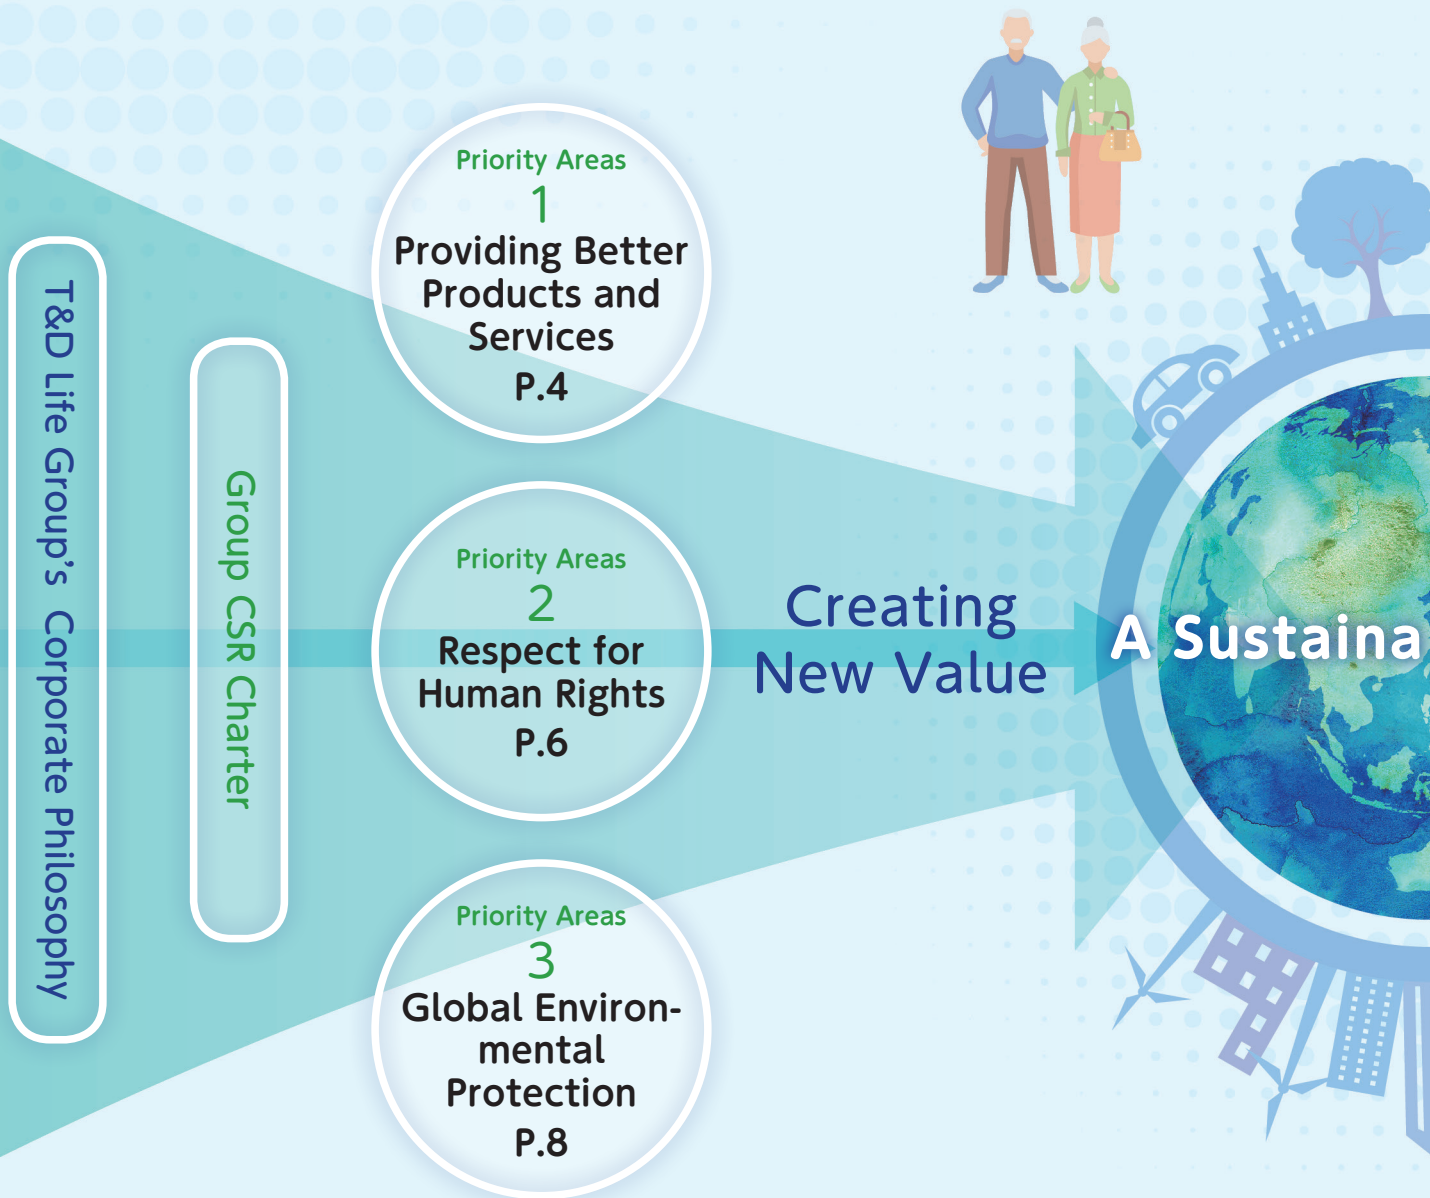 T&D Life Group's Corporate Philosophy
Group CSR Charter
Priority Areas
1
Providing Better
Products and
Services
P.4
Priority Areas
2
Respect for
Human Rights
P.6
Priority Areas
3
Global Environ-
mental
Protection
P.8
Creating
New Value
A Sustaina